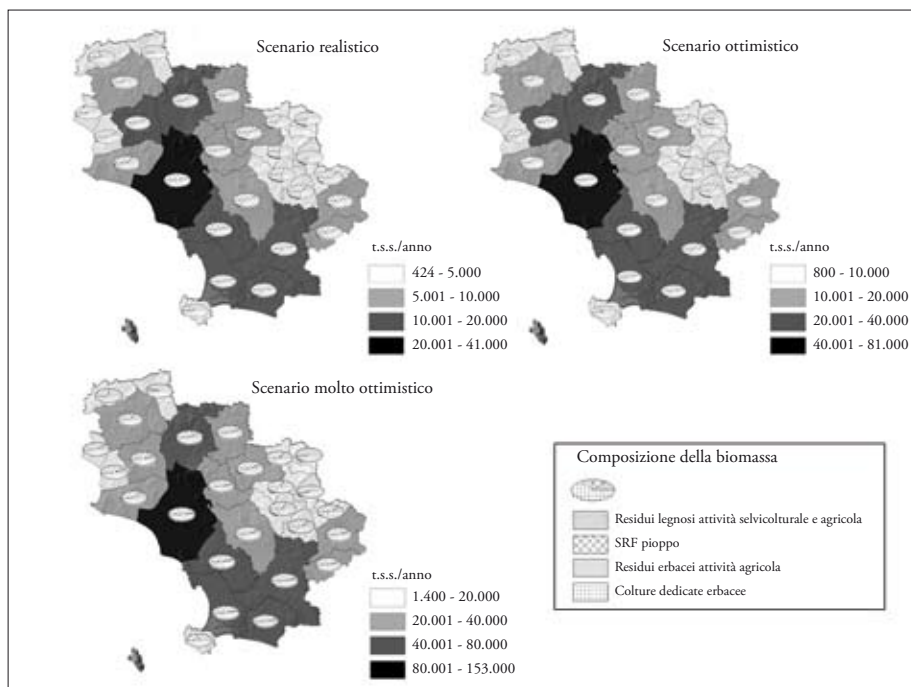 Scenario realistico
t.s.s./anno
424 - 5.000
5.001 - 10.000
10.001 - 20.000
20.001 - 41.000
Scenario ottimistico
t.s.s./anno
800 - 10.000
10.001 - 20.000
20.001 - 40.000
40.001 - 81.000
Scenario molto ottimistico
t.s.s./anno
1.400 - 20.000
20.001 - 40.000
40.001 - 80.000
80.001 - 153.000
Composizione della biomassa
Residui legnosi attività selvicolturale e agricola
SRF pioppo
Residui erbacei attività agricola
Colture dedicate erbacee